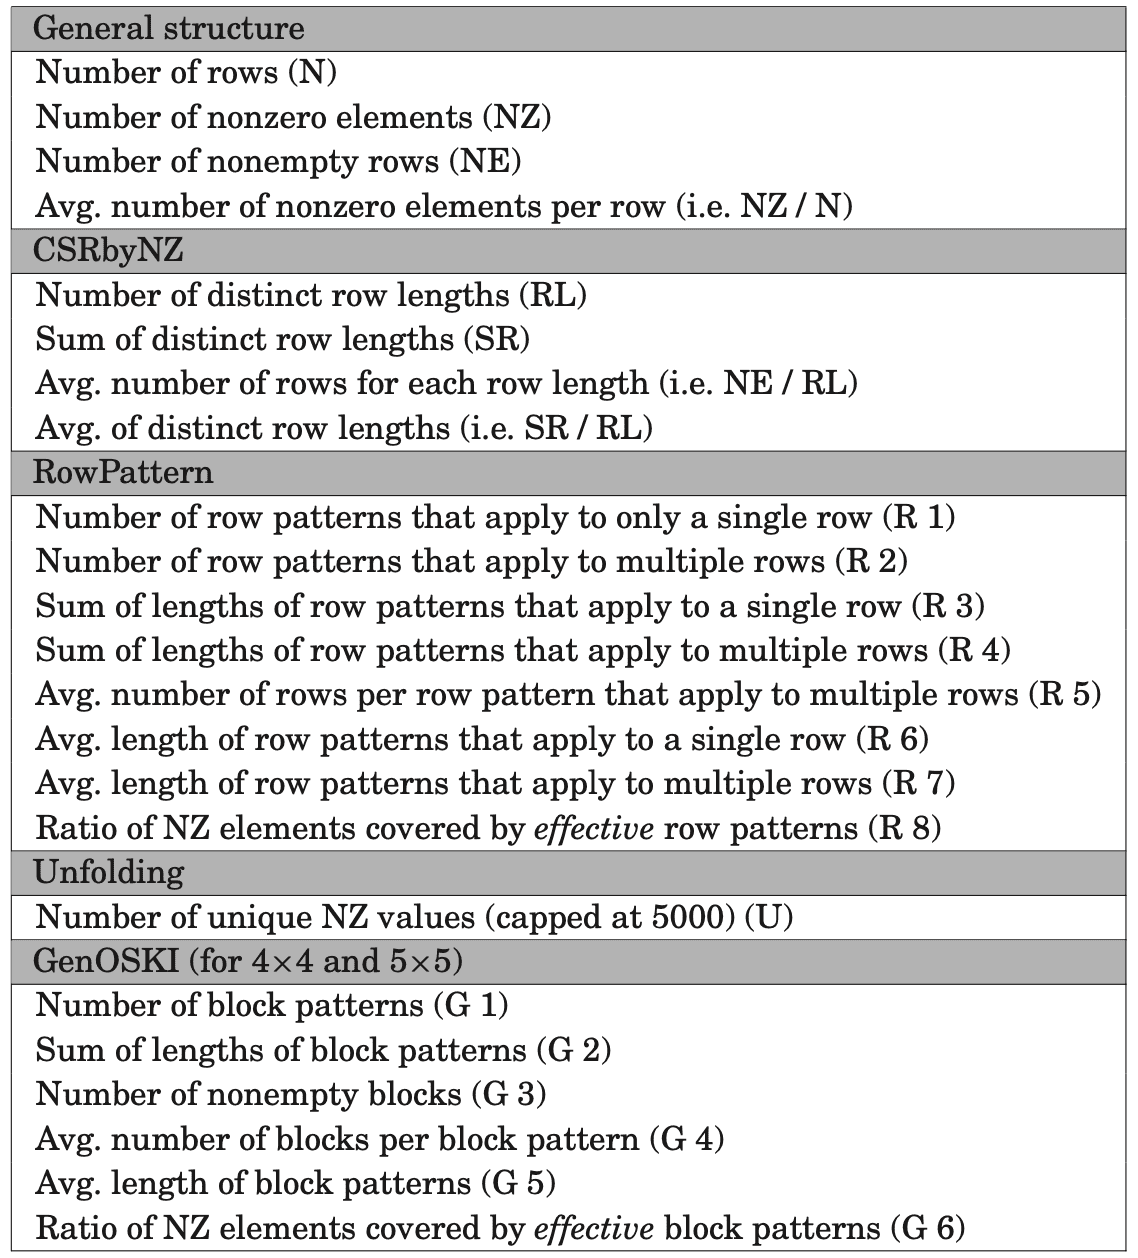 General structure
Number of rows (N)
Number of nonzero elements (NZ)
Number of nonempty rows (NE)
Avg. number of nonzero elements per row (i.e. NZ / N)
CSRbyNZ
Number of distinct row lengths (RL)
Sum of distinct row lengths (SR)
Avg. number of rows for each row length (i.e. NE / RL)
Avg. of distinct row lengths (i.e. SR / RL)
RowPattern
Number of row patterns that apply to only a single row (R 1)
Number of row patterns that apply to multiple rows (R 2)
Sum of lengths of row patterns that apply to a single row (R 3)
Sum of lengths of row patterns that apply to multiple rows (R 4)
Avg. number of rows per row pattern that apply to multiple rows (R 5)
Avg. length of row patterns that apply to a single row (R 6)
Avg. length of row patterns that apply to multiple rows (R 7)
Ratio of NZ elements covered by effective row patterns (R 8)
Unfolding
Number of unique NZ values (capped at 5000) (U)
GenOSKI (for 4×4 and 5×5)
Number of block patterns (G 1)
Sum of lengths of block patterns (G 2)
Number of nonempty blocks (G 3)
Avg. number of blocks per block pattern (G 4)
Avg. length of block patterns (G 5)
Ratio of NZ elements covered by effective block patterns (G 6)